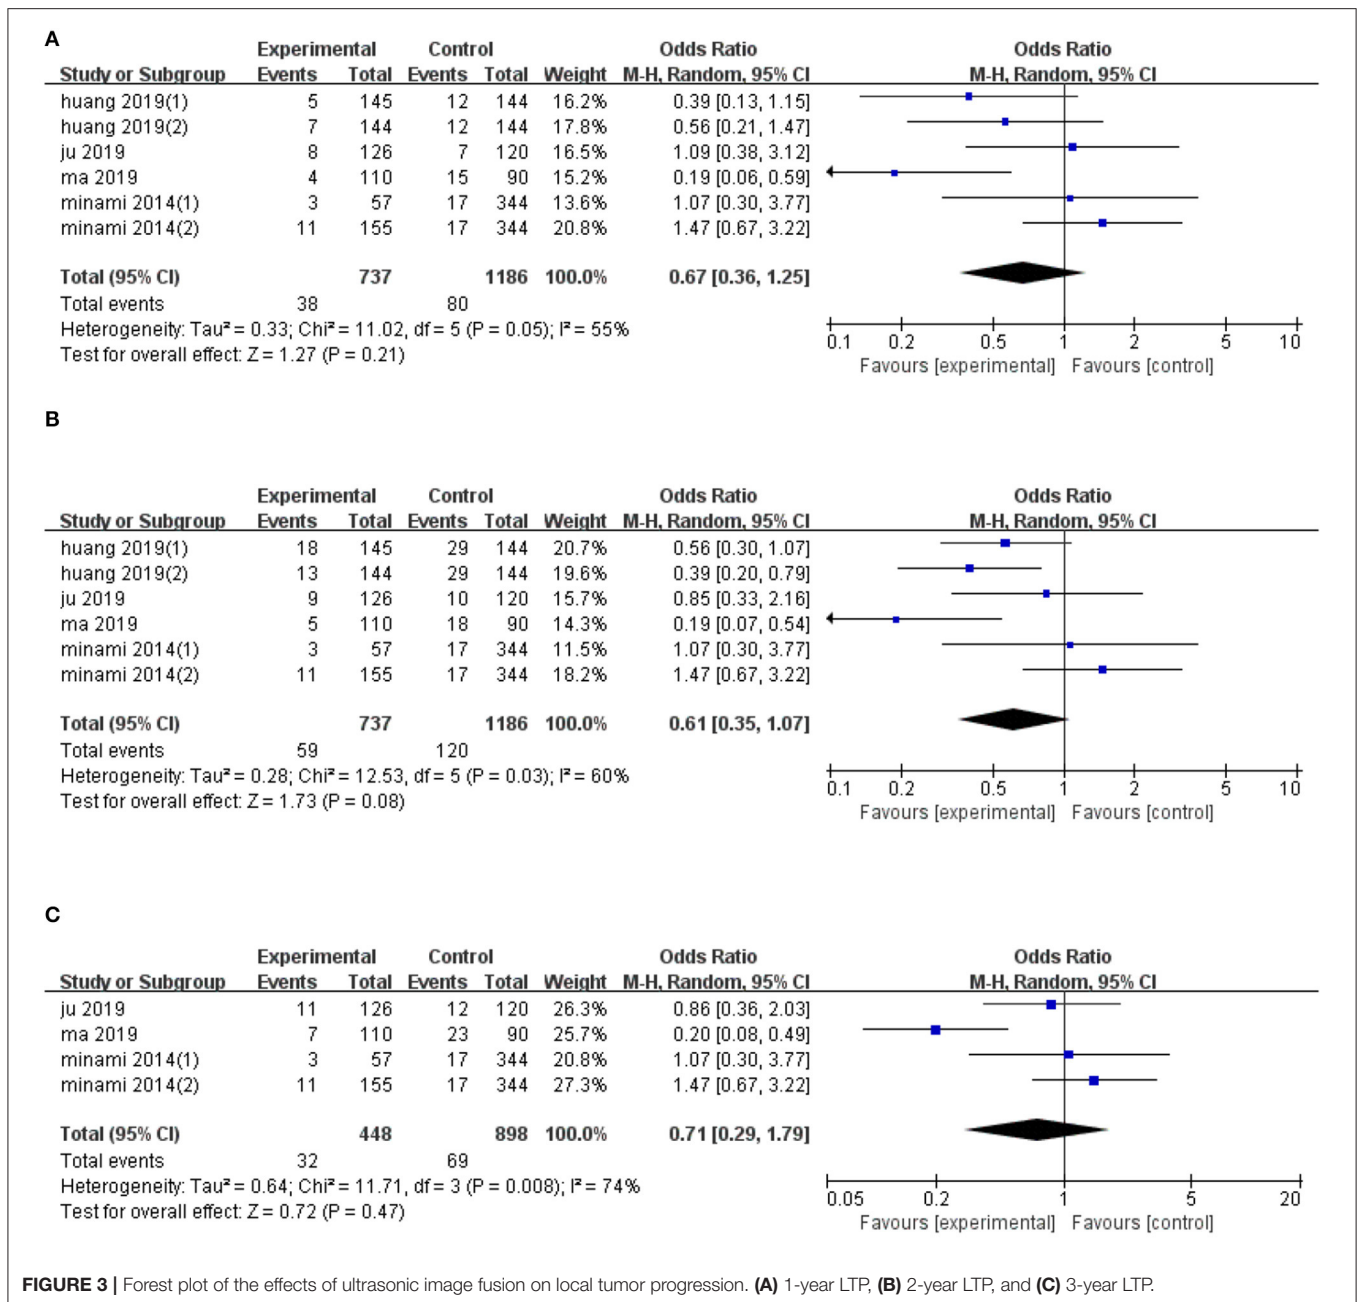 A
Experimental Control Odds Ratio Odds Ratio
Study or Subgroup Events Total Events Total Weight M-H, Random, 95% CI M-H, Random, 95% CI
huang 2019(1) 5 145 12 144 16.2% 0.39 [0.13, 1.15]
huang 2019(2) 7 144 12 144 17.8% 0.56 [0.21, 1.47]
ju 2019 8 126 7 120 16.5% 1.09 [0.38, 3.12]
ma 2019 4 110 15 90 15.2% 0.19 [0.06, 0.59]
minami 2014(1) 3 57 17 344 13.6% 1.07 [0.30, 3.77]
minami 2014(2) 11 155 17 344 20.8% 1.47 [0.67, 3.22]
Total (95% CI) 737 1186 100.0% 0.67 [0.36, 1.25]
Total events 38 80
Heterogeneity: Tau² = 0.33; Chi² = 11.02, df = 5 (P = 0.05); I² = 55%
Test for overall effect: Z = 1.27 (P = 0.21)
0.1 0.2 0.5 1 2 5 10
Favours [experimental] Favours [control]
B
Experimental Control Odds Ratio Odds Ratio
Study or Subgroup Events Total Events Total Weight M-H, Random, 95% CI M-H, Random, 95% CI
huang 2019(1) 18 145 29 144 20.7% 0.56 [0.30, 1.07]
huang 2019(2) 13 144 29 144 19.6% 0.39 [0.20, 0.79]
ju 2019 9 126 10 120 15.7% 0.85 [0.33, 2.16]
ma 2019 5 110 18 90 14.3% 0.19 [0.07, 0.54]
minami 2014(1) 3 57 17 344 11.5% 1.07 [0.30, 3.77]
minami 2014(2) 11 155 17 344 18.2% 1.47 [0.67, 3.22]
Total (95% CI) 737 1186 100.0% 0.61 [0.35, 1.07]
Total events 59 120
Heterogeneity: Tau² = 0.28; Chi² = 12.53, df = 5 (P = 0.03); I² = 60%
Test for overall effect: Z = 1.73 (P = 0.08)
0.1 0.2 0.5 1 2 5 10
Favours [experimental] Favours [control]
C
Experimental Control Odds Ratio Odds Ratio
Study or Subgroup Events Total Events Total Weight M-H, Random, 95% CI M-H, Random, 95% CI
ju 2019 11 126 12 120 26.3% 0.86 [0.36, 2.03]
ma 2019 7 110 23 90 25.7% 0.20 [0.08, 0.49]
minami 2014(1) 3 57 17 344 20.8% 1.07 [0.30, 3.77]
minami 2014(2) 11 155 17 344 27.3% 1.47 [0.67, 3.22]
Total (95% CI) 448 898 100.0% 0.71 [0.29, 1.79]
Total events 32 69
Heterogeneity: Tau² = 0.64; Chi² = 11.71, df = 3 (P = 0.008); I² = 74%
Test for overall effect: Z = 0.72 (P = 0.47)
0.05 0.2 1 5 20
Favours [experimental] Favours [control]
FIGURE 3 | Forest plot of the effects of ultrasonic image fusion on local tumor progression. (A) 1-year LTP, (B) 2-year LTP, and (C) 3-year LTP.